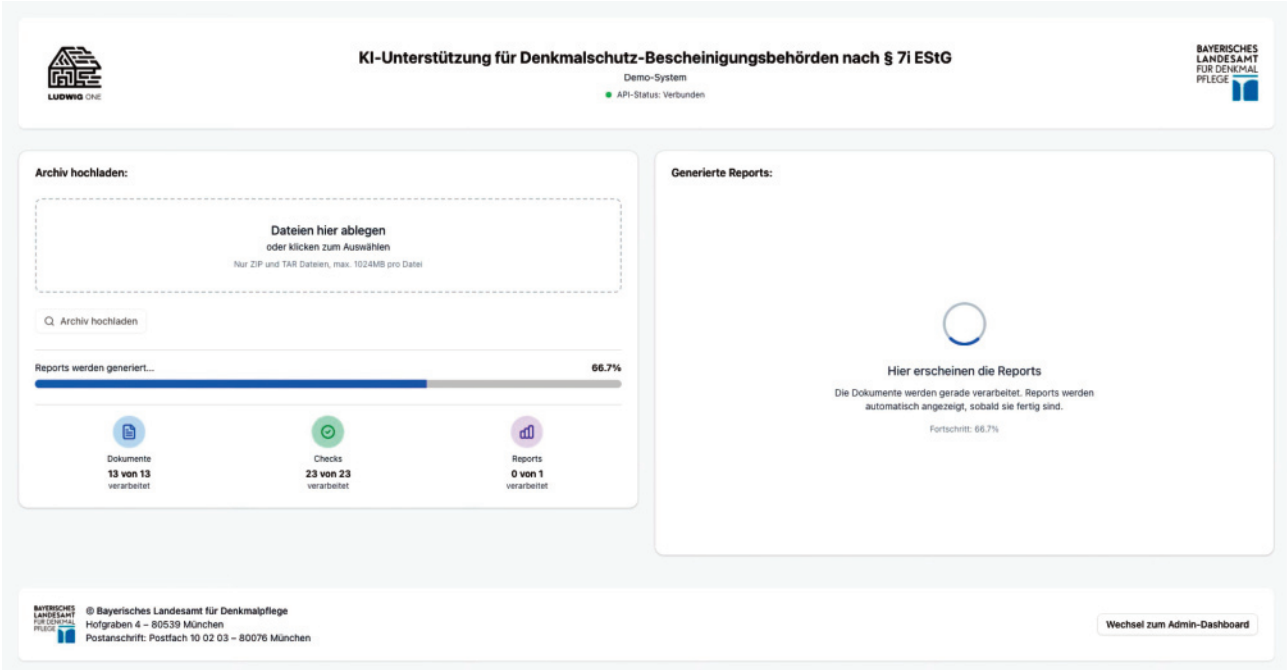 LUDWIG ONE
KI-Unterstützung für Denkmalschutz-Bescheinigungsbehörden nach § 7i EStG
Demo-System
API-Status: Verbunden
BAYERISCHES
LANDESAMT
FÜR DENKMAL
PFLEGE
Archiv hochladen:
Dateien hier ablegen
oder klicken zum Auswählen
Nur ZIP und TAR Dateien, max. 1024MB pro Datei
Archiv hochladen
Reports werden generiert... 66.7%
Dokumente
13 von 13
verarbeitet
Checks
23 von 23
verarbeitet
Reports
0 von 1
verarbeitet
Generierte Reports:
Hier erscheinen die Reports
Die Dokumente werden gerade verarbeitet. Reports werden
automatisch angezeigt, sobald sie fertig sind.
Fortschritt: 66.7%
BAYERISCHES
LANDESAMT
FÜR DENKMAL
PFLEGE
© Bayerisches Landesamt für Denkmalpflege
Hofgraben 4 – 80539 München
Postanschrift: Postfach 10 02 03 – 80076 München
Wechsel zum Admin-Dashboard